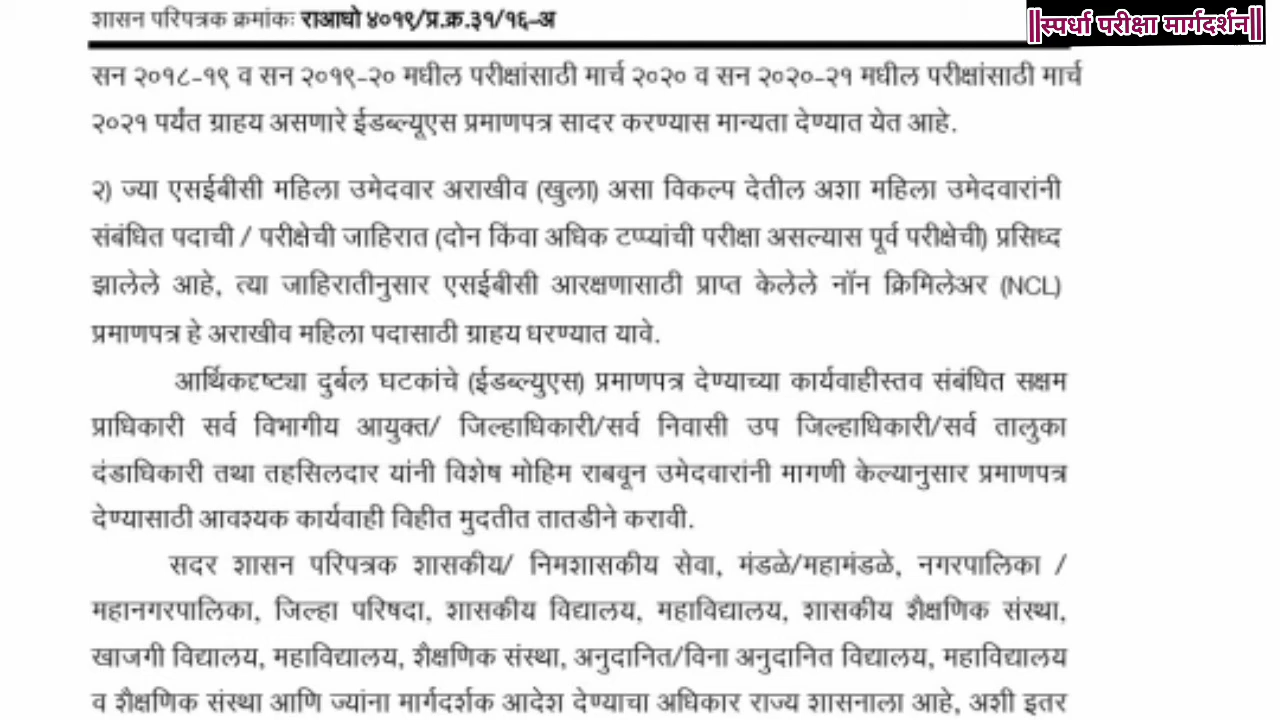 शासन परिपत्रक क्रमांकः राआधो ४०१९/प्र.क्र.३१/१६-अ
॥स्पर्धा परीक्षा मार्गदर्शन॥
सन २०१८-१९ व सन २०१९-२० मधील परीक्षांसाठी मार्च २०२० व सन २०२०-२१ मधील परीक्षांसाठी मार्च
२०२१ पर्यंत ग्राहय असणारे ईडब्ल्यूएस प्रमाणपत्र सादर करण्यास मान्यता देण्यात येत आहे.
२) ज्या एसईबीसी महिला उमेदवार अराखीव (खुला) असा विकल्प देतील अशा महिला उमेदवारांनी
संबंधित पदाची / परीक्षेची जाहिरात (दोन किंवा अधिक टप्प्यांची परीक्षा असल्यास पूर्व परीक्षेची) प्रसिध्द
झालेले आहे, त्या जाहिरातीनुसार एसईबीसी आरक्षणासाठी प्राप्त केलेले नॉन क्रिमिलेअर (NCL)
प्रमाणपत्र हे अराखीव महिला पदासाठी ग्राहय धरण्यात यावे.
आर्थिकदृष्ट्या दुर्बल घटकांचे (ईडब्ल्युएस) प्रमाणपत्र देण्याच्या कार्यवाहीस्तव संबंधित सक्षम
प्राधिकारी सर्व विभागीय आयुक्त/ जिल्हाधिकारी/सर्व निवासी उप जिल्हाधिकारी/सर्व तालुका
दंडाधिकारी तथा तहसिलदार यांनी विशेष मोहिम राबवून उमेदवारांनी मागणी केल्यानुसार प्रमाणपत्र
देण्यासाठी आवश्यक कार्यवाही विहीत मुदतीत तातडीने करावी.
सदर शासन परिपत्रक शासकीय/ निमशासकीय सेवा, मंडळे/महामंडळे, नगरपालिका /
महानगरपालिका, जिल्हा परिषदा, शासकीय विद्यालय, महाविद्यालय, शासकीय शैक्षणिक संस्था,
खाजगी विद्यालय, महाविद्यालय, शैक्षणिक संस्था, अनुदानित/विना अनुदानित विद्यालय, महाविद्यालय
व शैक्षणिक संस्था आणि ज्यांना मार्गदर्शक आदेश देण्याचा अधिकार राज्य शासनाला आहे, अशी इतर